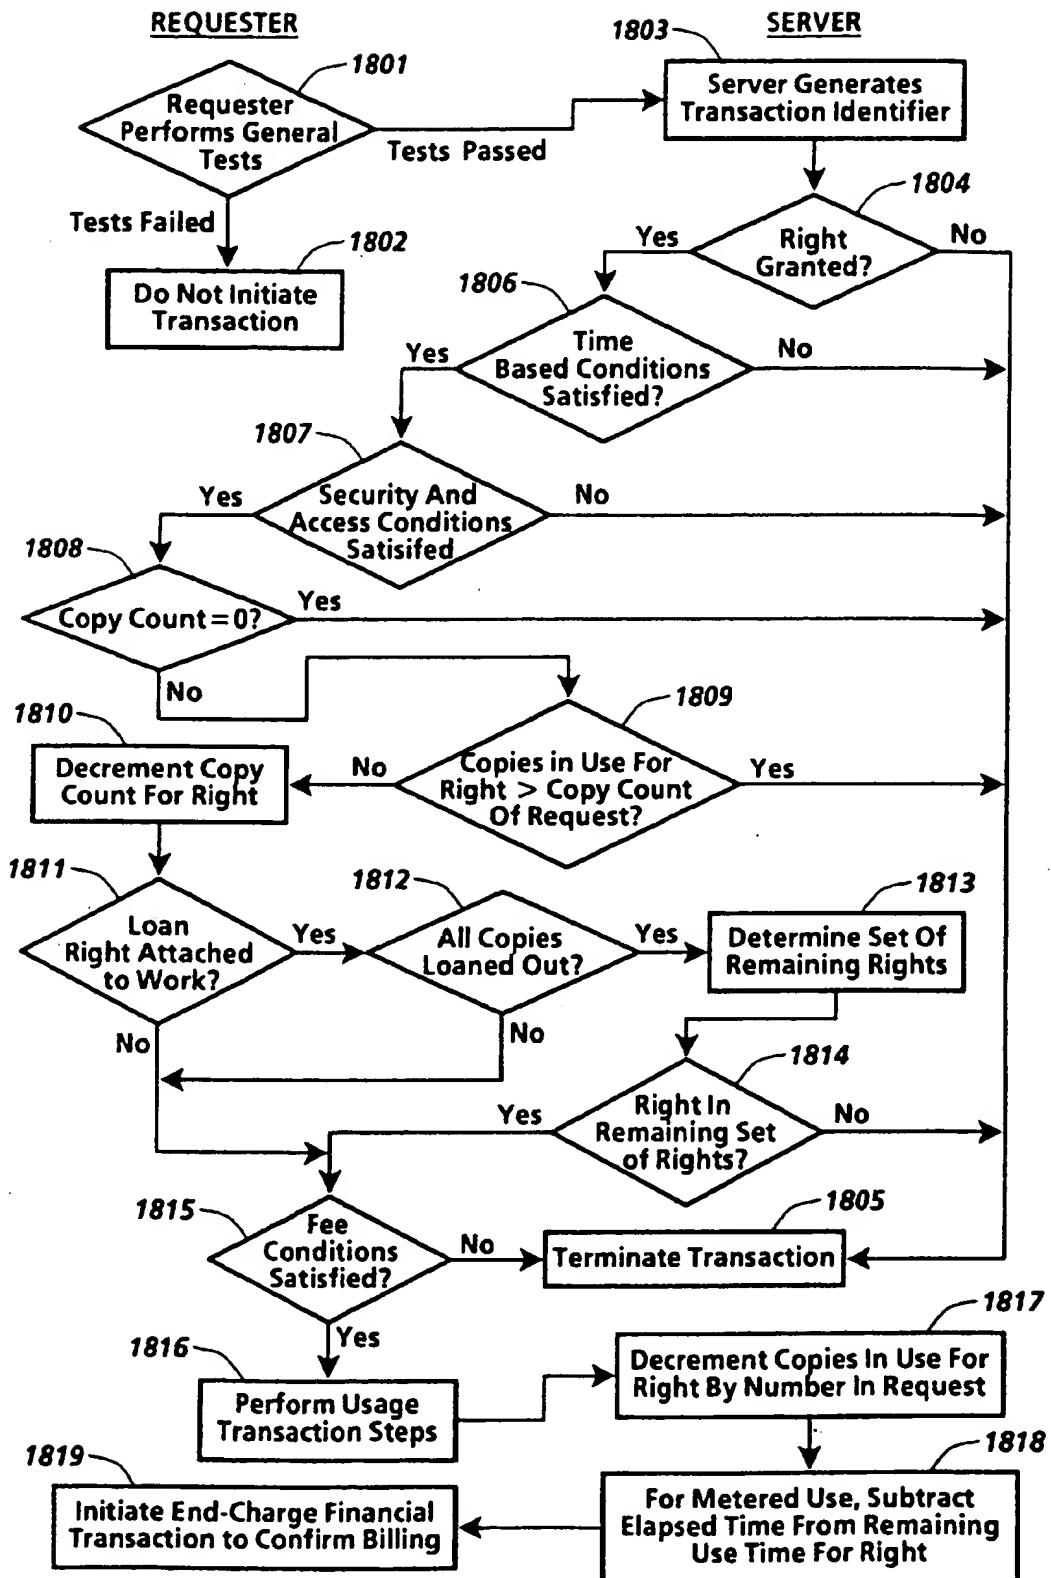 REQUESTER
SERVER
1801
1803
Requester
Performs General
Tests
Server Generates
Transaction Identifier
Tests Passed
Tests Failed
1802
Do Not Initiate
Transaction
1804
Right
Granted?
Yes
No
1806
Time
Based Conditions
Satisfied?
Yes
No
1807
Security And
Access Conditions
Satisifed
Yes
No
1808
Copy Count = 0?
Yes
No
1809
Copies in Use For
Right > Copy Count
Of Request?
No
Yes
1810
Decrement Copy
Count For Right
1811
Loan
Right Attached
to Work?
Yes
No
1812
All Copies
Loaned Out?
Yes
No
1813
Determine Set Of
Remaining Rights
1814
Right In
Remaining Set
of Rights?
Yes
No
1815
Fee
Conditions
Satisfied?
No
Yes
1805
Terminate Transaction
1816
Perform Usage
Transaction Steps
1817
Decrement Copies In Use For
Right By Number In Request
1818
For Metered Use, Subtract
Elapsed Time From Remaining
Use Time For Right
1819
Initiate End-Charge Financial
Transaction to Confirm Billing